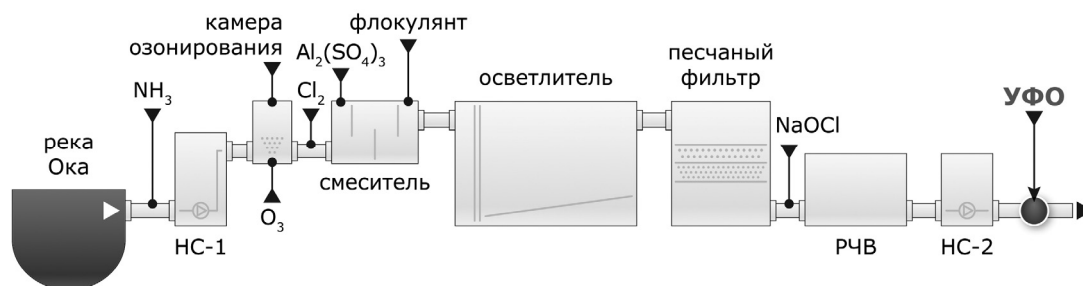 река
Ока
NH₃
НС-1
камера
озонирования
O₃
Cl₂
Al₂(SO₄)₃
флокулянт
смеситель
осветлитель
песчаный
фильтр
NaOCl
РЧВ
НС-2
УФО